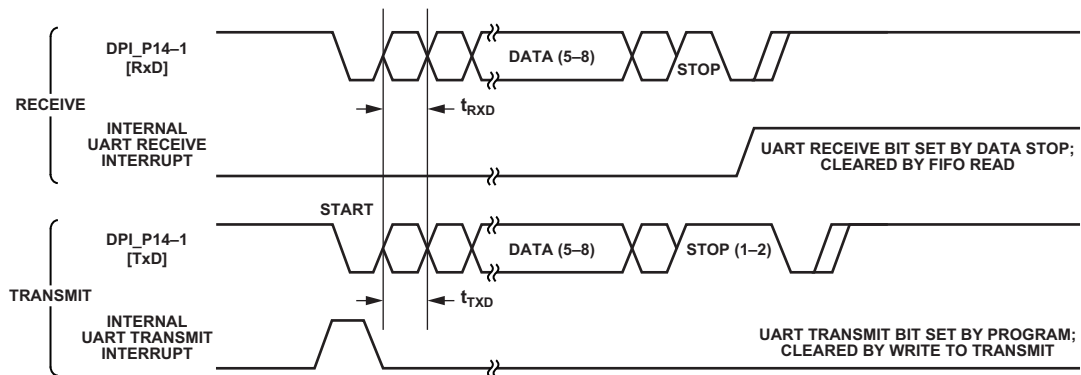 DPI_P14–1
[RxD]
DATA (5–8)
STOP
RECEIVE
tRXD
INTERNAL
UART RECEIVE
INTERRUPT
UART RECEIVE BIT SET BY DATA STOP;
CLEARED BY FIFO READ
START
DPI_P14–1
[TxD]
DATA (5–8)
STOP (1–2)
TRANSMIT
tTXD
INTERNAL
UART TRANSMIT
INTERRUPT
UART TRANSMIT BIT SET BY PROGRAM;
CLEARED BY WRITE TO TRANSMIT